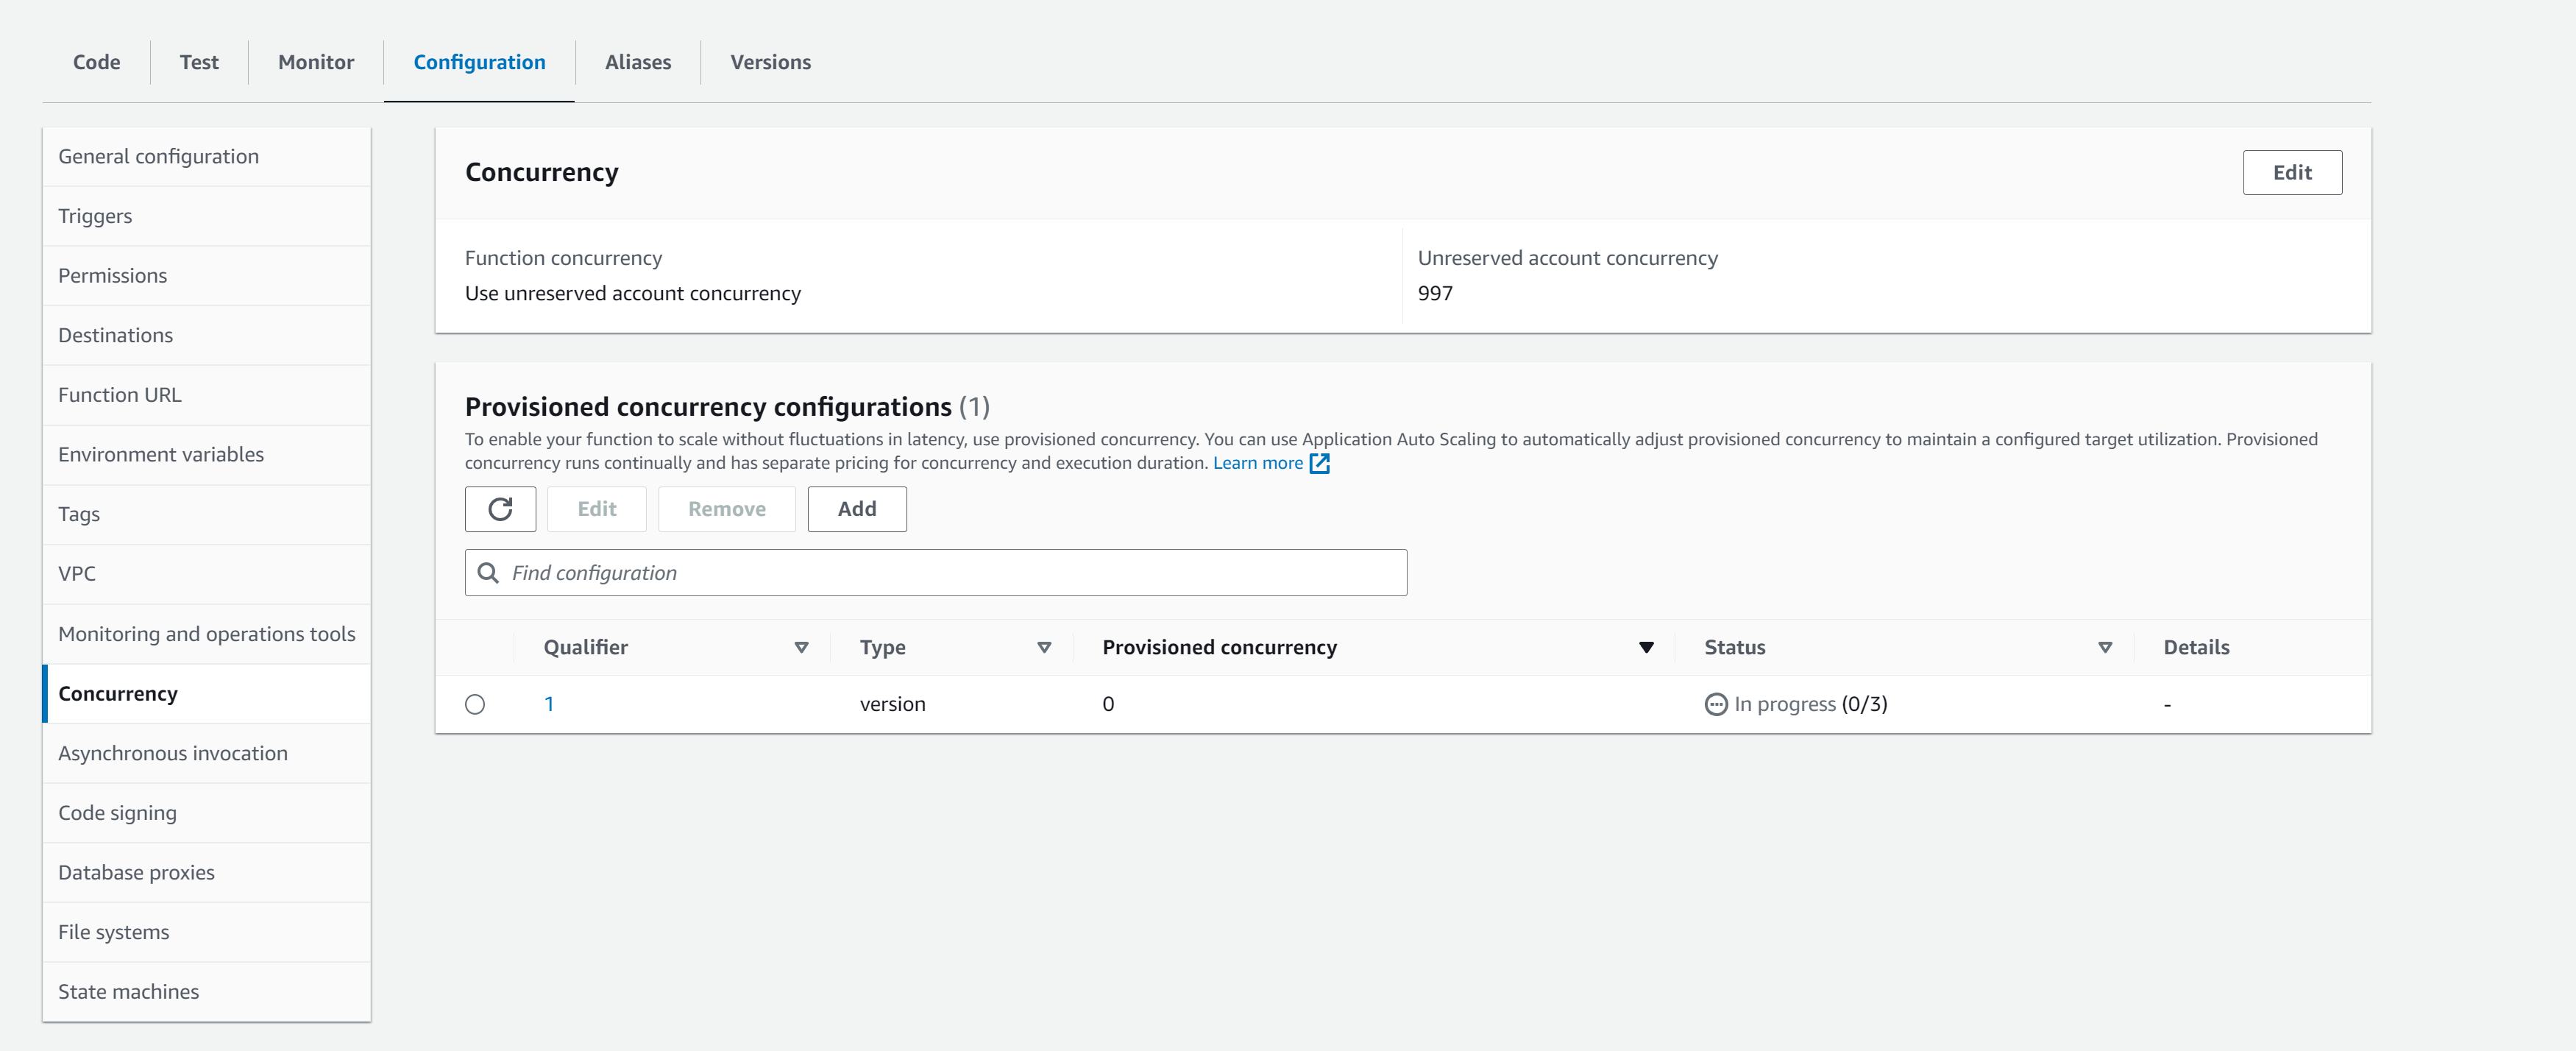 Code
Test
Monitor
Configuration
Aliases
Versions
General configuration
Triggers
Permissions
Destinations
Function URL
Environment variables
Tags
VPC
Monitoring and operations tools
Concurrency
Asynchronous invocation
Code signing
Database proxies
File systems
State machines
Concurrency
Edit
Function concurrency
Use unreserved account concurrency
Unreserved account concurrency
997
Provisioned concurrency configurations (1)
To enable your function to scale without fluctuations in latency, use provisioned concurrency. You can use Application Auto Scaling to automatically adjust provisioned concurrency to maintain a configured target utilization. Provisioned
concurrency runs continually and has separate pricing for concurrency and execution duration. Learn more
Edit
Remove
Add
Find configuration
Qualifier
Type
Provisioned concurrency
Status
Details
1
version
0
In progress (0/3)
-